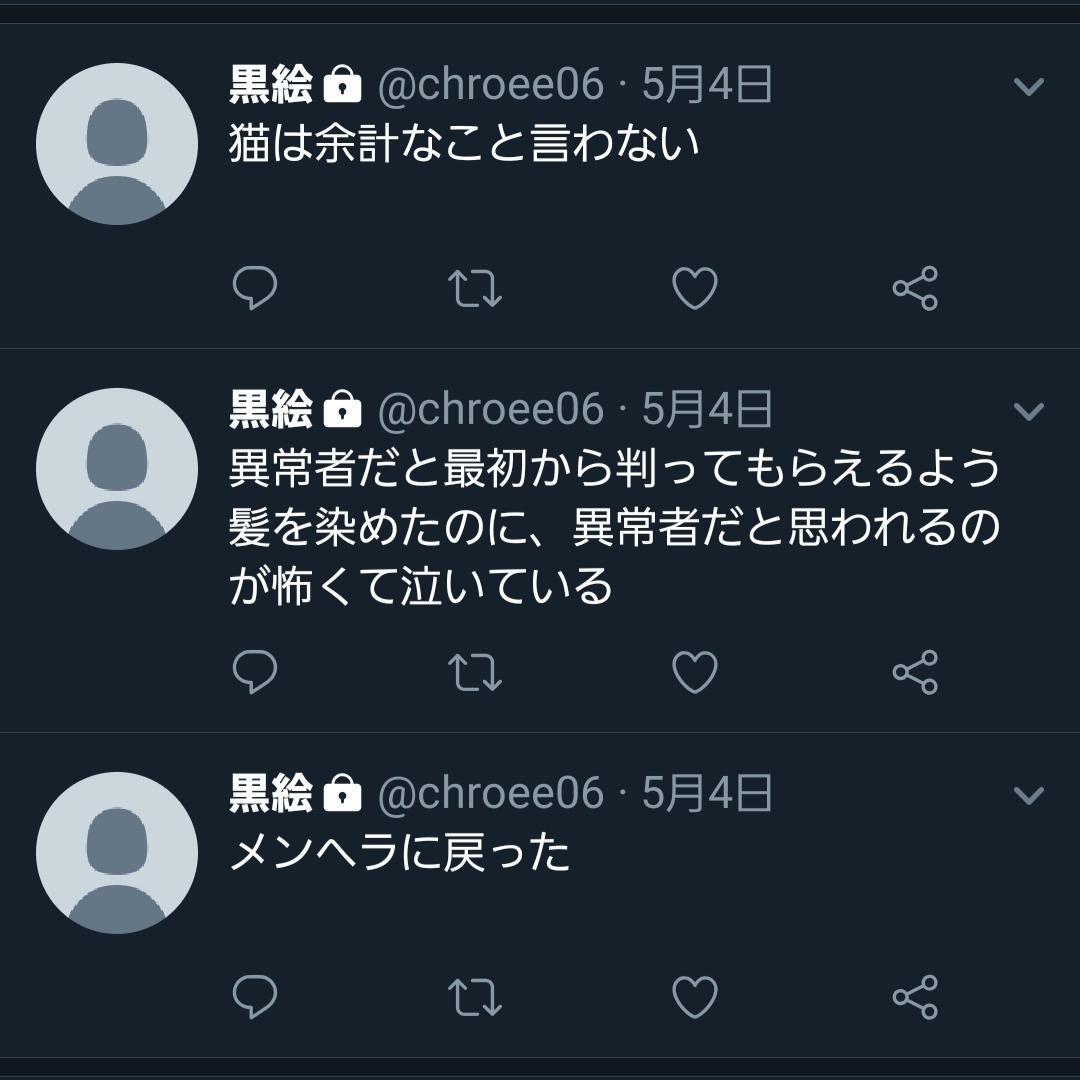 黒絵🔒 @chroee06 · 5月4日
猫は余計なこと言わない
黒絵🔒 @chroee06 · 5月4日
異常者だと最初から判ってもらえるよう
髪を染めたのに、異常者だと思われるの
が怖くて泣いている
黒絵🔒 @chroee06 · 5月4日
メンヘラに戻った